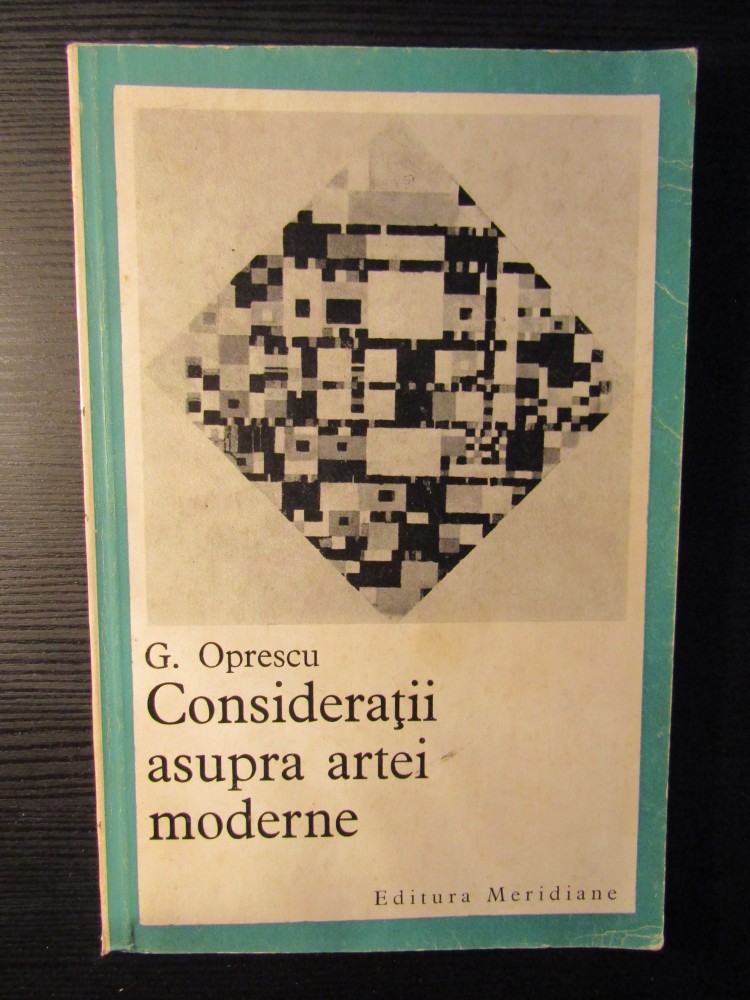 G. Oprescu
Consideraţii
asupra artei
moderne
Editura Meridiane